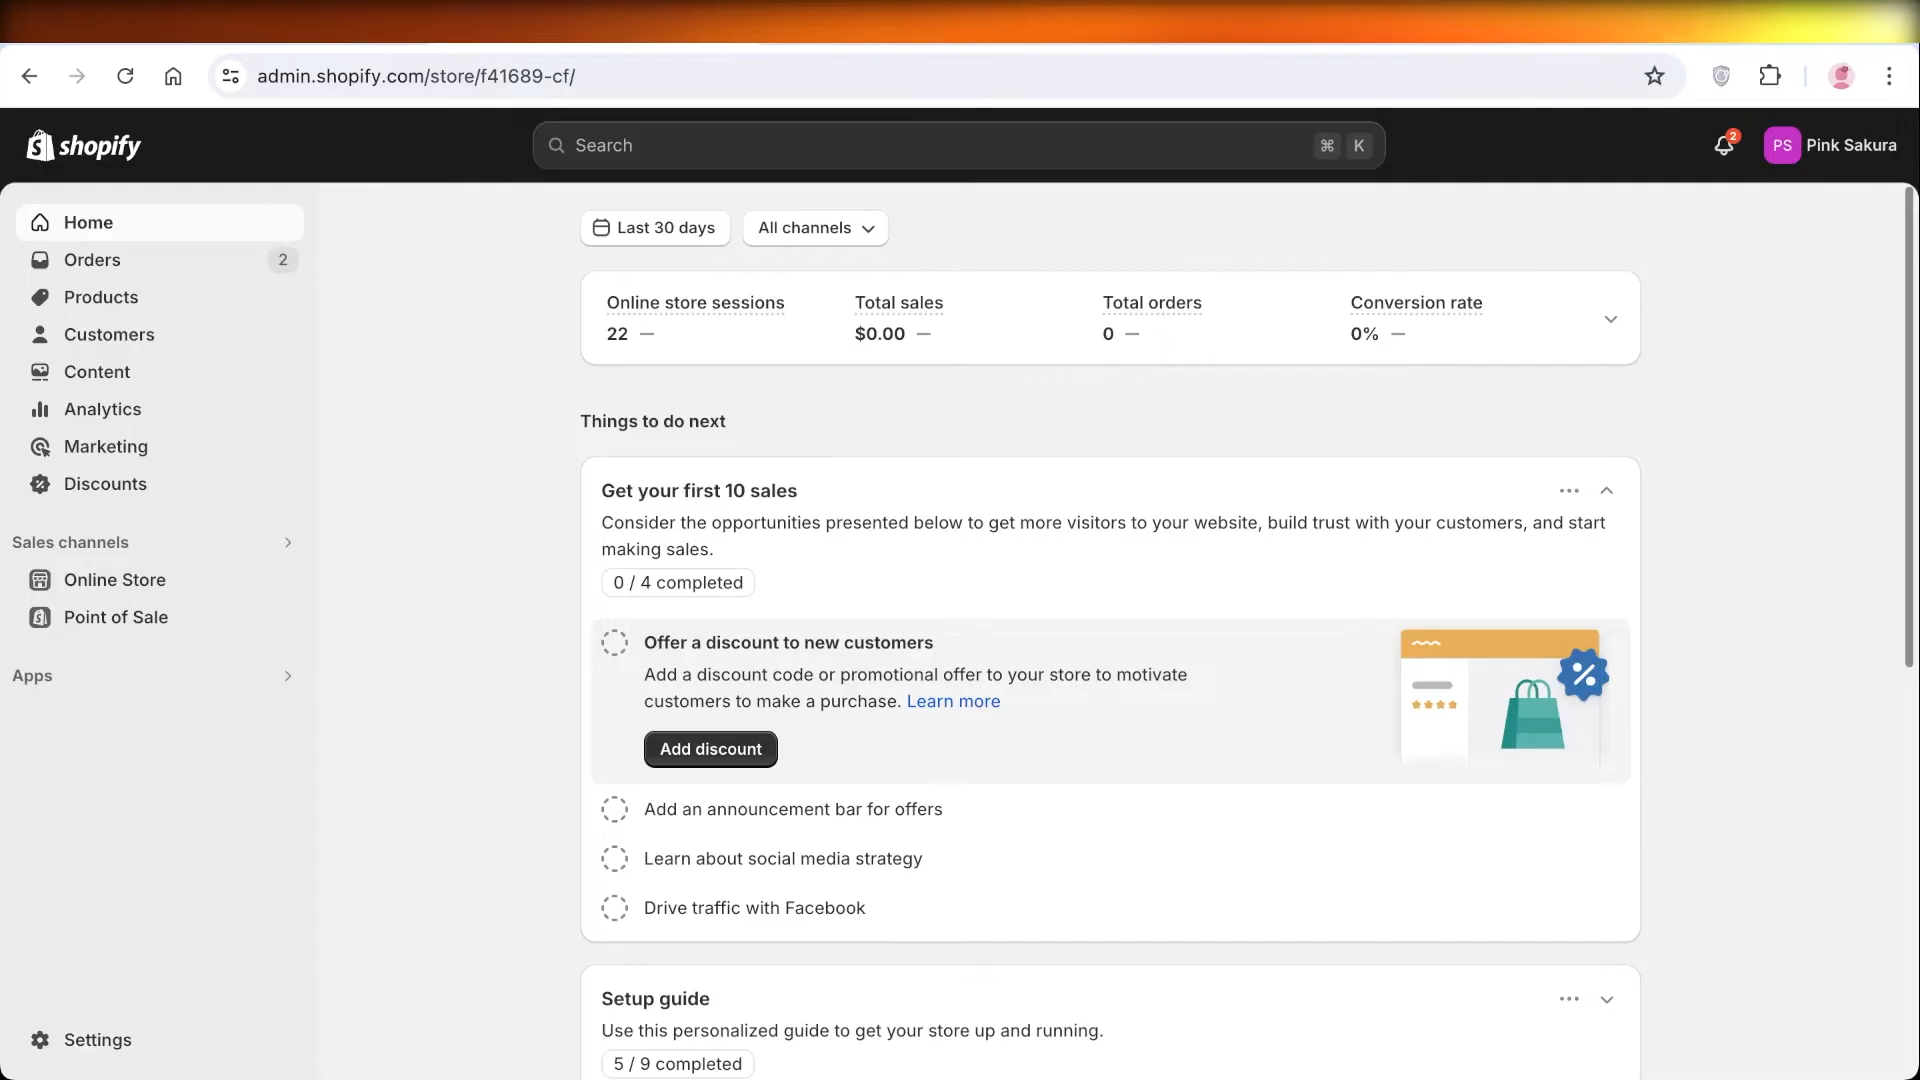 admin.shopify.com/store/f41689-cf/
shopify
Search
⌘ K
2
PS
Pink Sakura
Home
Orders
2
Products
Customers
Content
Analytics
Marketing
Discounts
Sales channels
Online Store
Point of Sale
Apps
Settings
Last 30 days
All channels
Online store sessions
22 —
Total sales
$0.00 —
Total orders
0 —
Conversion rate
0% —
Things to do next
Get your first 10 sales
Consider the opportunities presented below to get more visitors to your website, build trust with your customers, and start
making sales.
0 / 4 completed
Offer a discount to new customers
Add a discount code or promotional offer to your store to motivate
customers to make a purchase. Learn more
Add discount
Add an announcement bar for offers
Learn about social media strategy
Drive traffic with Facebook
Setup guide
Use this personalized guide to get your store up and running.
5 / 9 completed